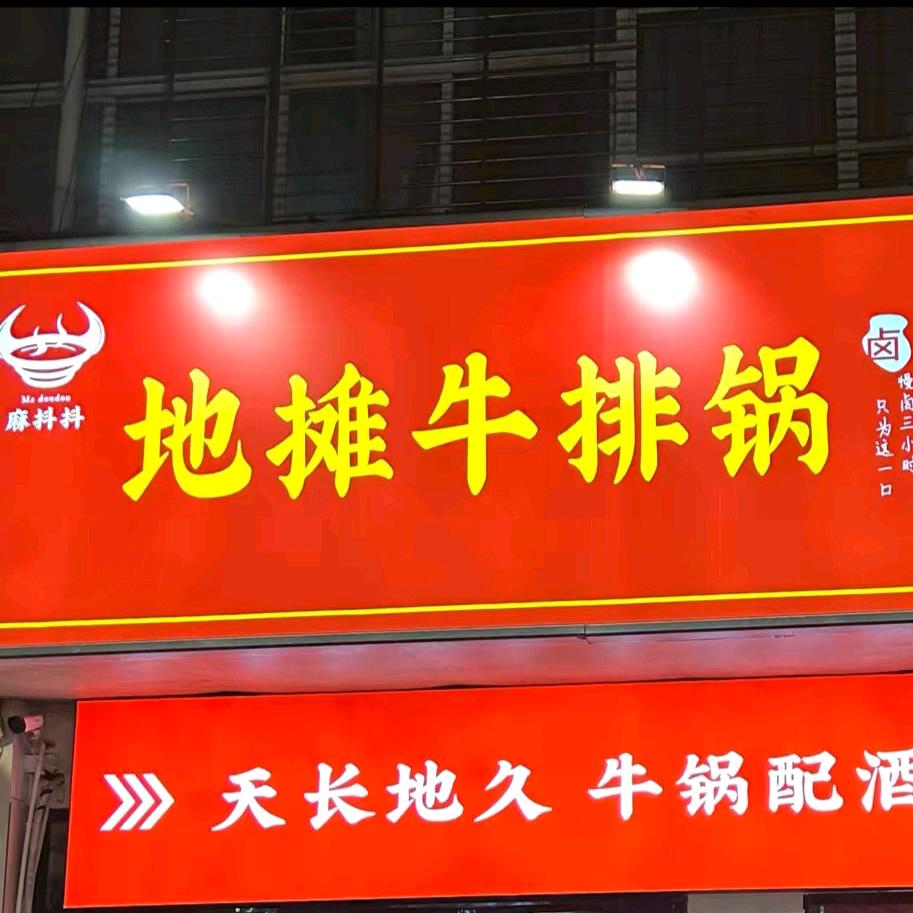 Ma doudou
麻抖抖
地摊牛排锅
卤
慢卤三小时
只为这一口
天长地久 牛锅配酒